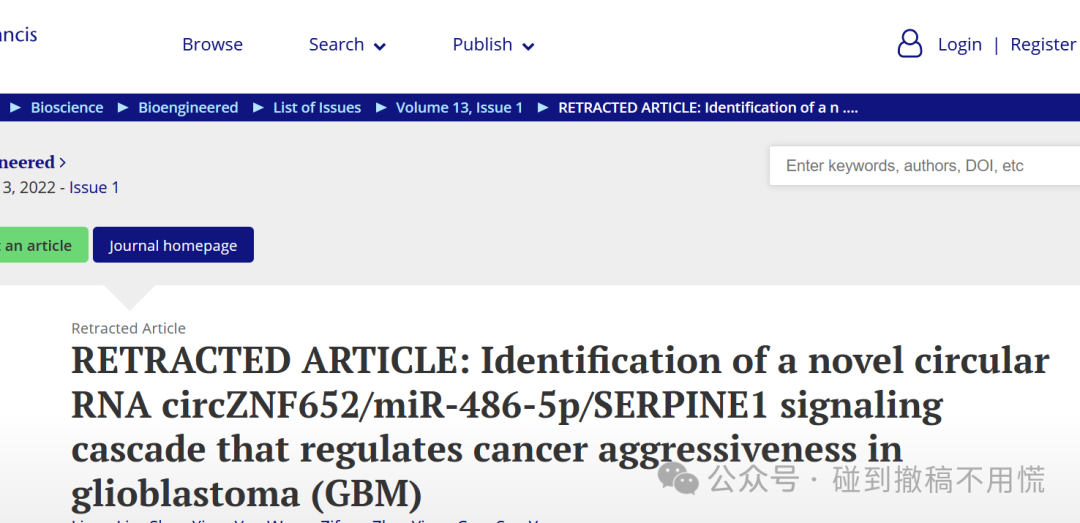 ncis
Browse Search Publish Login | Register
Bioscience Bioengineered List of Issues Volume 13, Issue 1 RETRACTED ARTICLE: Identification of a n ....
neered
3, 2022 - Issue 1
Enter keywords, authors, DOI, etc
an article Journal homepage
Retracted Article
RETRACTED ARTICLE: Identification of a novel circular
RNA circZNF652/miR-486-5p/SERPINE1 signaling
cascade that regulates cancer aggressiveness in
glioblastoma (GBM)
公众号 · 碰到撤稿不用慌